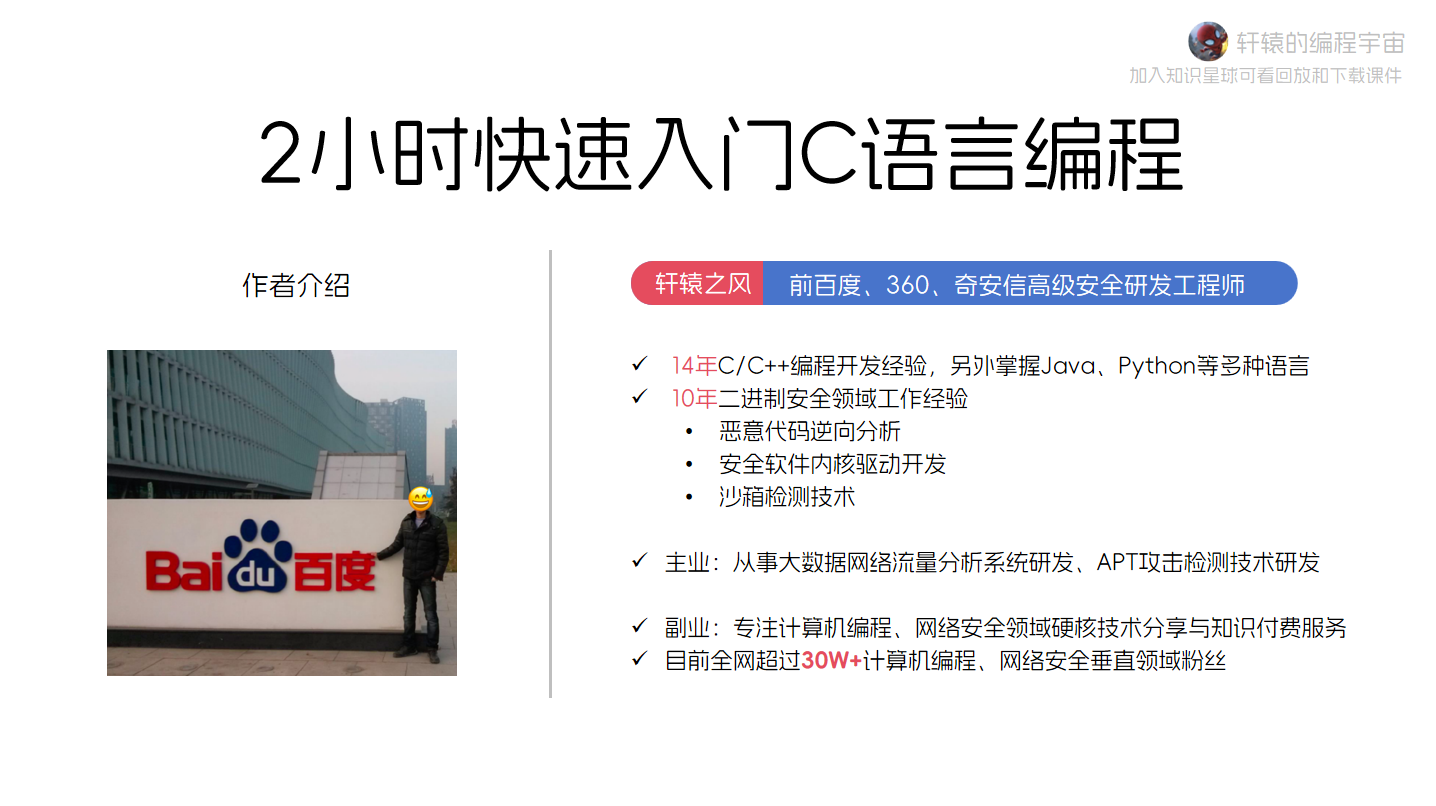 轩辕的编程宇宙
加入知识星球可看回放和下载课件
2小时快速入门C语言编程
作者介绍
Bai du 百度
轩辕之风 前百度、360、奇安信高级安全研发工程师
✓ 14年C/C++编程开发经验，另外掌握Java、Python等多种语言
✓ 10年二进制安全领域工作经验
• 恶意代码逆向分析
• 安全软件内核驱动开发
• 沙箱检测技术
✓ 主业：从事大数据网络流量分析系统研发、APT攻击检测技术研发
✓ 副业：专注计算机编程、网络安全领域硬核技术分享与知识付费服务
✓ 目前全网超过30W+计算机编程、网络安全垂直领域粉丝